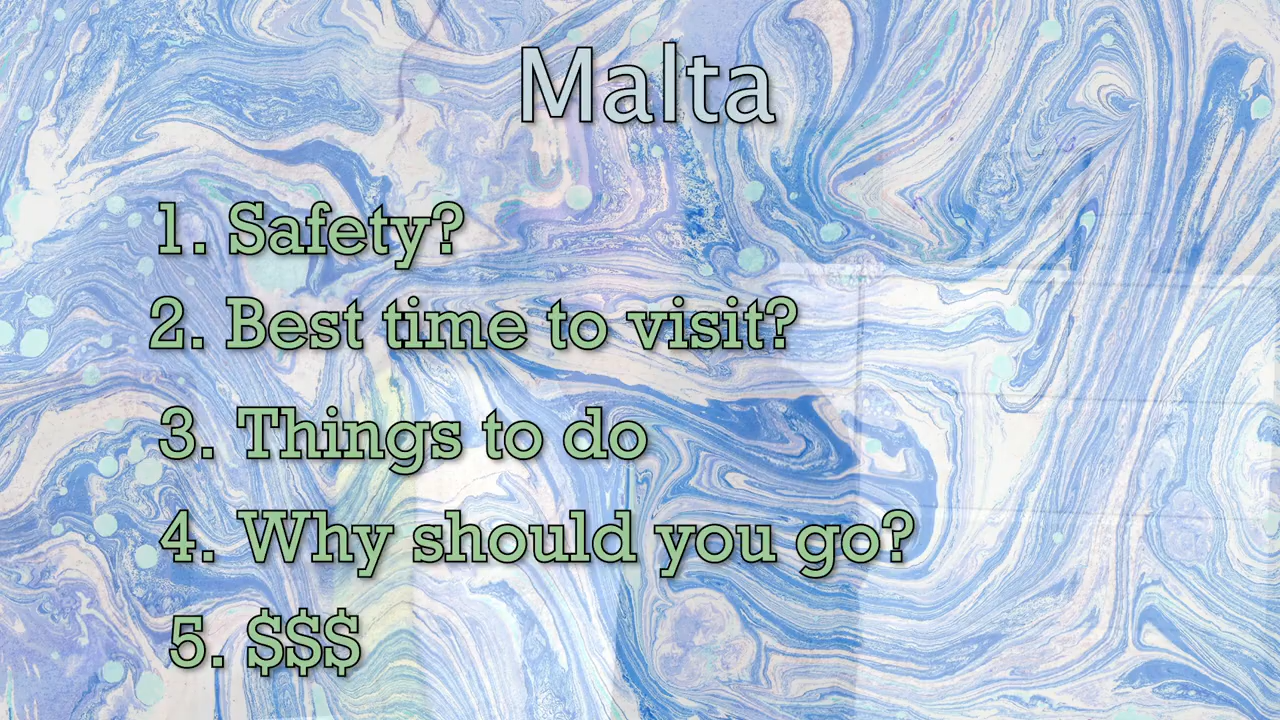 Malta
1. Safety?
2. Best time to visit?
3. Things to do
4. Why should you go?
5. $$$